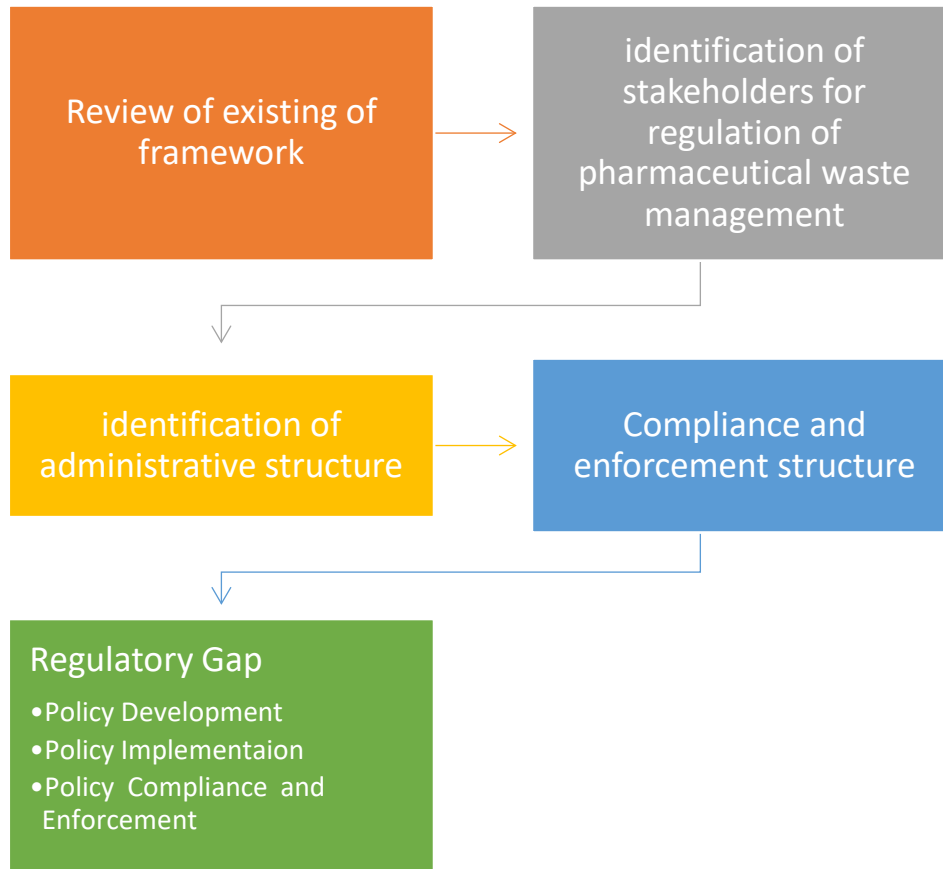 Review of existing of
framework
identification of
stakeholders for
regulation of
pharmaceutical waste
management
identification of
administrative structure
Compliance and
enforcement structure
Regulatory Gap
•Policy Development
•Policy Implementaion
•Policy Compliance and
Enforcement